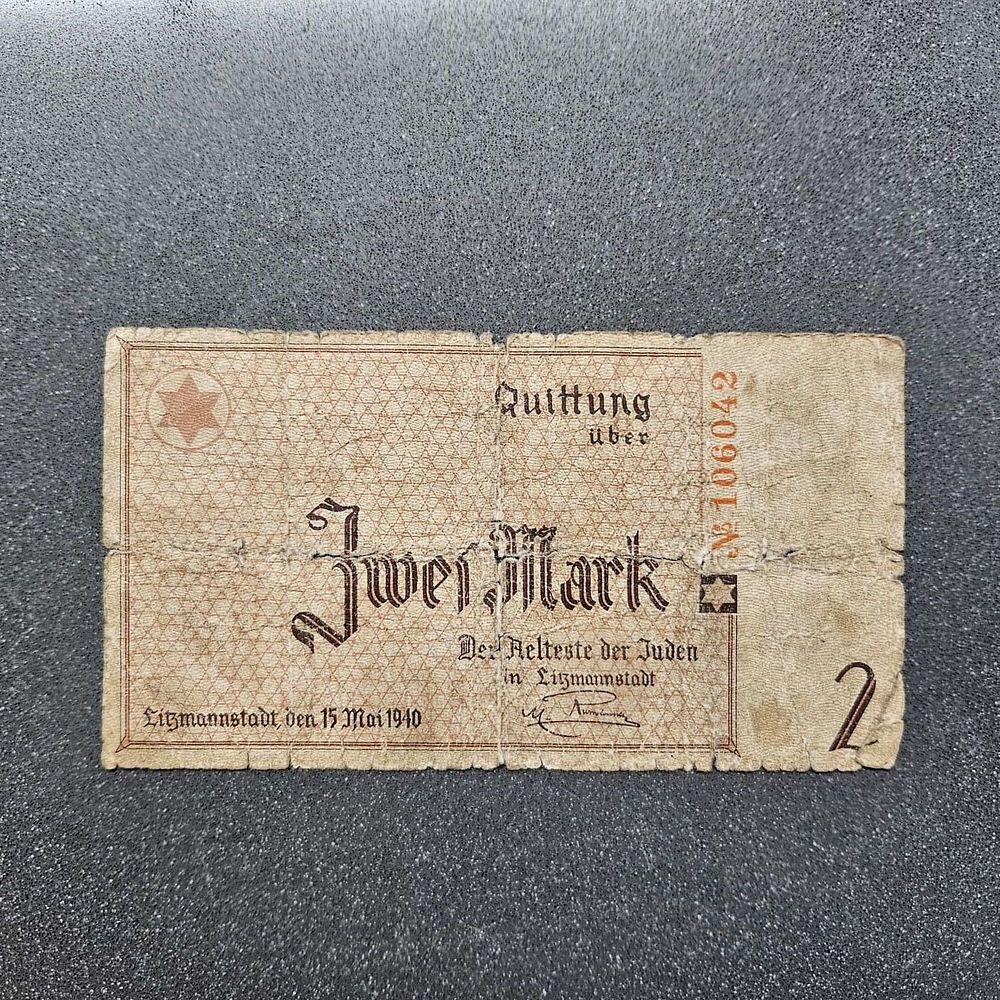 Quittung
über
Zwei Mark
Der Aelteste der Juden
in Litzmannstadt
Litzmannstadt, den 15 Mai 1940
№ 106042
2